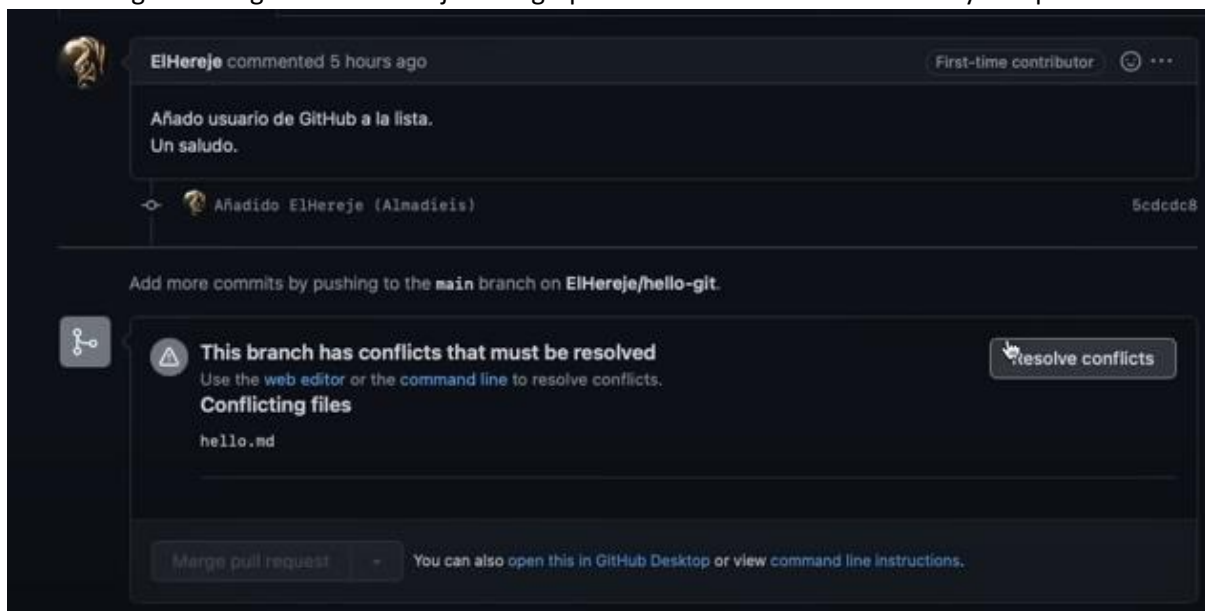 ElHereje commented 5 hours ago First-time contributor
Añado usuario de GitHub a la lista.
Un saludo.
Añadido ElHereje (Almadieis) 5cdcdc8
Add more commits by pushing to the main branch on ElHereje/hello-git.
This branch has conflicts that must be resolved Resolve conflicts
Use the web editor or the command line to resolve conflicts.
Conflicting files
hello.md
Merge pull request You can also open this in GitHub Desktop or view command line instructions.